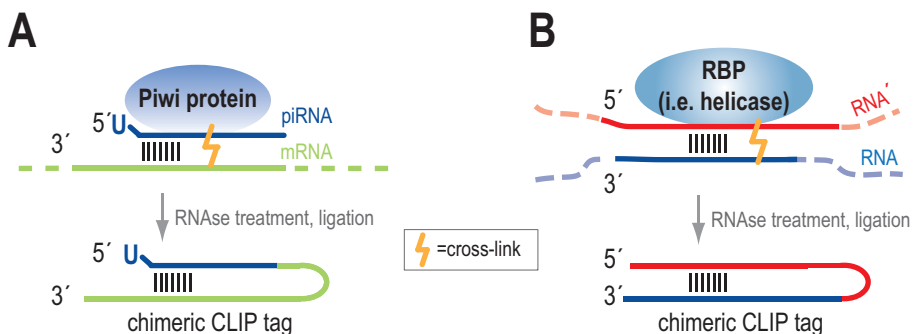 A
Piwi protein
5´U
piRNA
3´
mRNA
RNAse treatment, ligation
5´ U
3´
chimeric CLIP tag
=cross-link
B
RBP
(i.e. helicase)
5´
RNA´
RNA
3´
RNAse treatment, ligation
5´
3´
chimeric CLIP tag